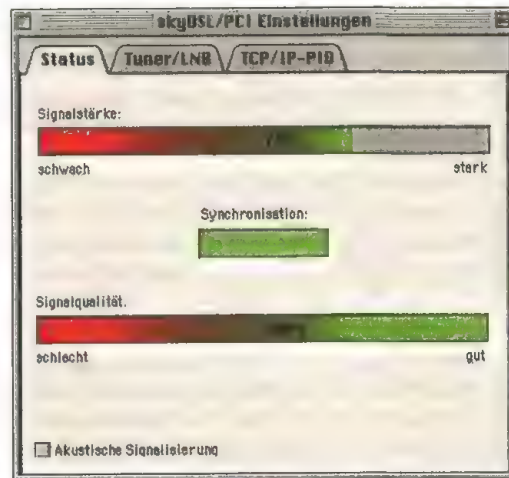 skyDSL/PCI Einstellungen
Status Tuner/LNB TCP/IP-PID
Signalstärke:
schwach stark
Synchronisation:
Signalqualität:
schlecht gut
Akustische Signalisierung